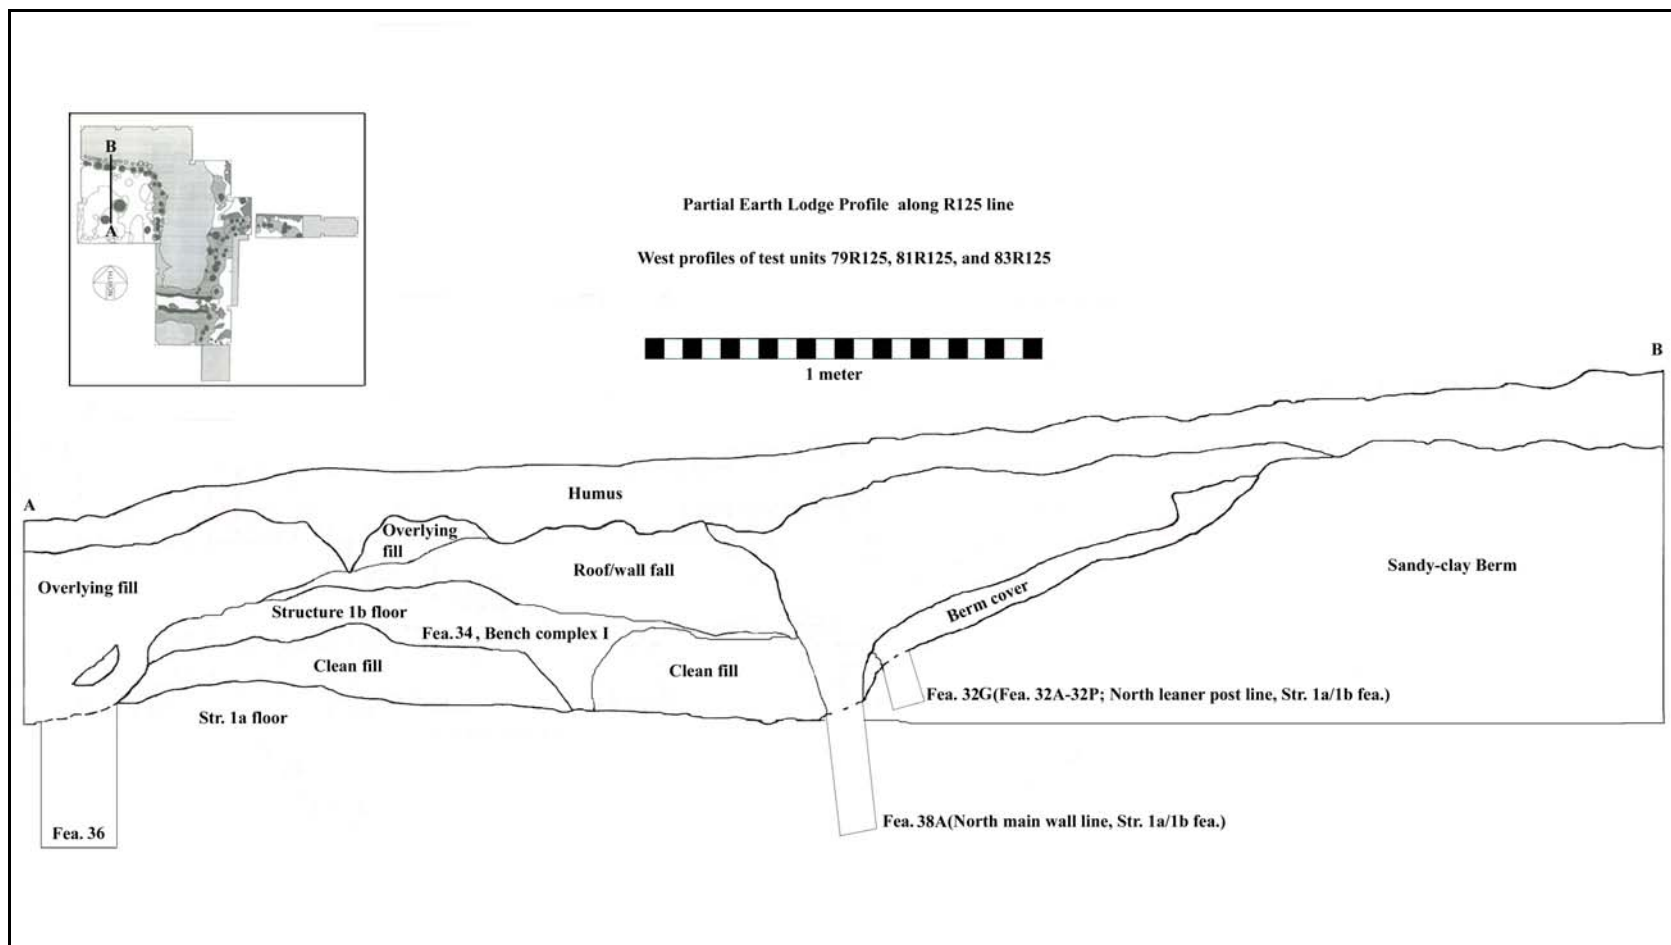 B
A
NORTH
Partial Earth Lodge Profile along R125 line
West profiles of test units 79R125, 81R125, and 83R125
1 meter
B
A
Humus
Overlying
fill
Overlying fill
Roof/wall fall
Sandy-clay Berm
Berm cover
Structure 1b floor
Fea. 34, Bench complex I
Clean fill
Clean fill
Fea. 32G(Fea. 32A-32P; North leaner post line, Str. 1a/1b fea.)
Str. 1a floor
Fea. 36
Fea. 38A(North main wall line, Str. 1a/1b fea.)